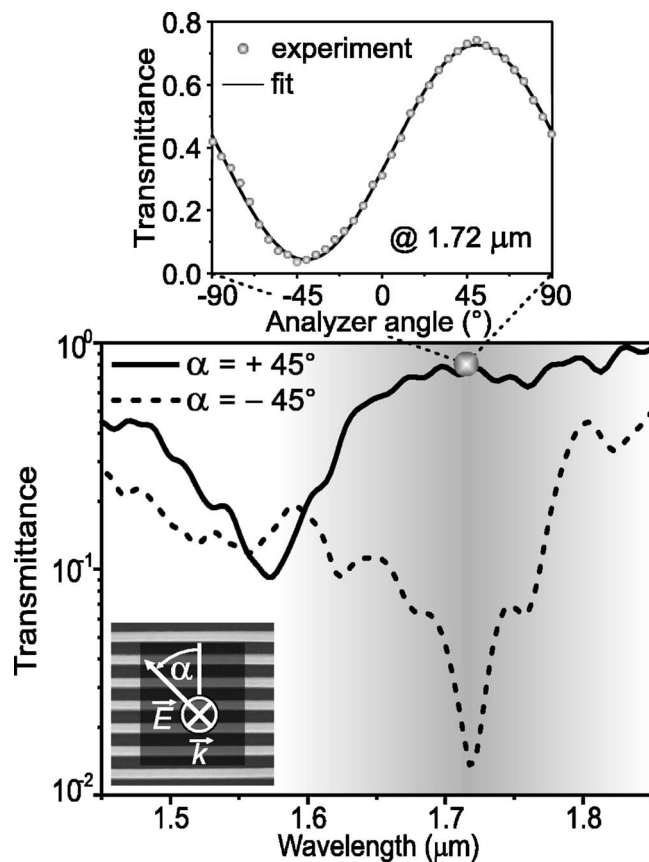 0.8
experiment
fit
0.6
0.4
0.2
0.0
Transmittance
@ 1.72 μm
-90 -45 0 45 90
Analyzer angle (°)
10⁰
α = + 45°
α = – 45°
10⁻¹
10⁻²
Transmittance
α
E
k
1.5 1.6 1.7 1.8
Wavelength (μm)